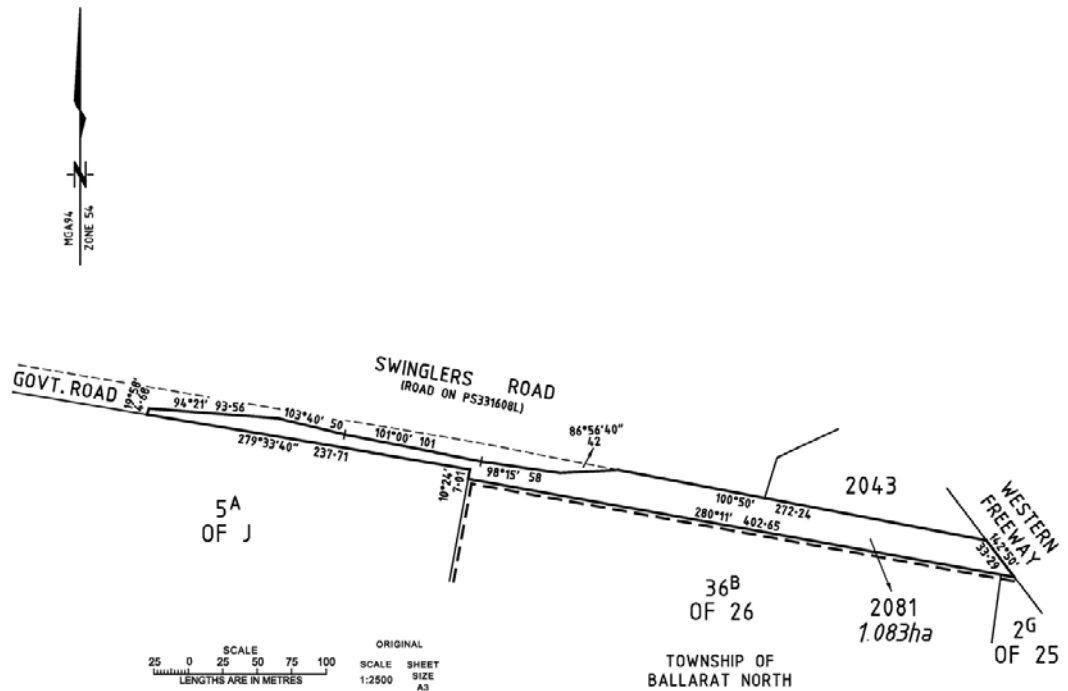 MGA94
ZONE 54
N
SWINGLERS ROAD
(ROAD ON PS331608L)
GOVT. ROAD
19°58'
4·68
94°21' 93·56
103°40' 50
101°00' 101
86°56'40"
42
279°33'40" 237·71
10°24'
7·01
98°15' 58
100°50' 272·24
280°11' 402·65
2043
WESTERN
FREEWAY
142°50'
33·29
5A
OF J
36B
OF 26
2081
1.083ha
2G
OF 25
TOWNSHIP OF
BALLARAT NORTH
SCALE
25 0 25 50 75 100
LENGTHS ARE IN METRES
ORIGINAL
SCALE SHEET
SIZE
1:2500 A3